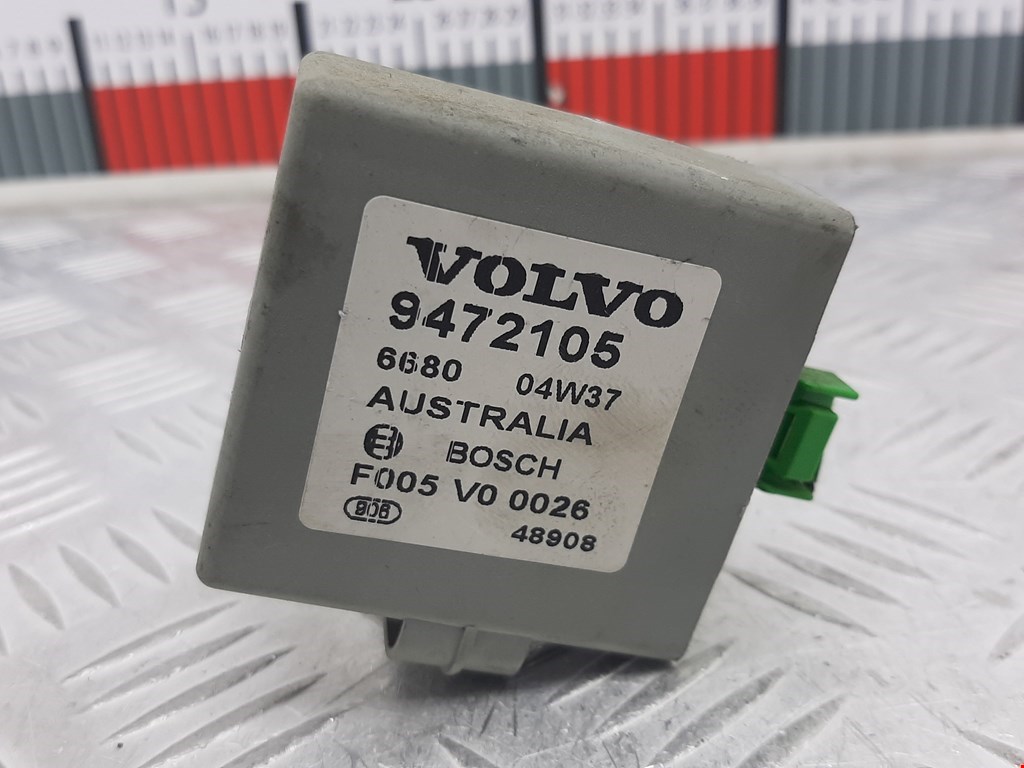 VOLVO
9472105
6680 04W37
AUSTRALIA
BOSCH
F005 V0 0026
906
48908